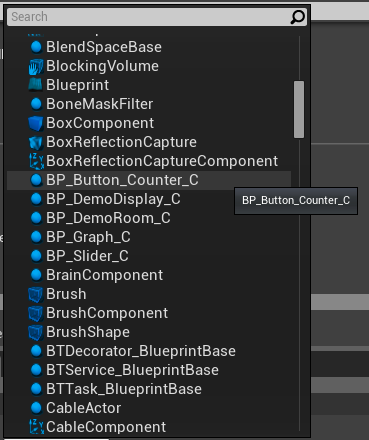 Search
BlendSpaceBase
BlockingVolume
Blueprint
BoneMaskFilter
BoxComponent
BoxReflectionCapture
BoxReflectionCaptureComponent
BP_Button_Counter_C
BP_Button_Counter_C
BP_DemoDisplay_C
BP_DemoRoom_C
BP_Graph_C
BP_Slider_C
BrainComponent
Brush
BrushComponent
BrushShape
BTDecorator_BlueprintBase
BTService_BlueprintBase
BTTask_BlueprintBase
CableActor
CableComponent